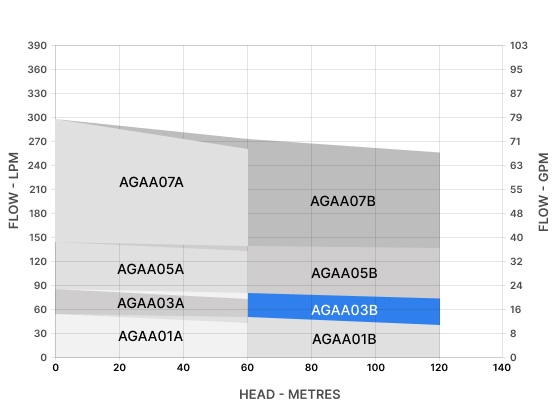 390 103
360 95
330 87
300 79
270 71
240 63
210 55
180 48
150 40
120 32
90 24
60 16
30 8
0 0
FLOW - LPM
FLOW - GPM
AGAA07A
AGAA07B
AGAA05A
AGAA05B
AGAA03A
AGAA03B
AGAA01A
AGAA01B
0 20 40 60 80 100 120 140
HEAD - METRES